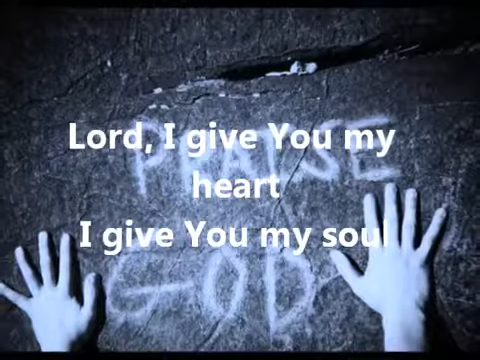 Lord, I give You my
PRAISE
heart
I give You my soul
GOD